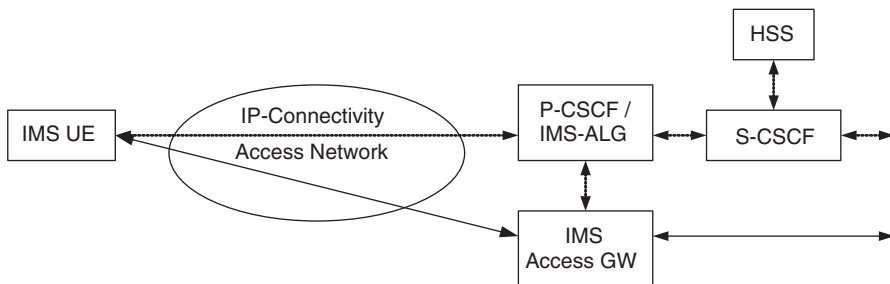 HSS
IMS UE
IP-Connectivity
Access Network
P-CSCF /
IMS-ALG
S-CSCF
IMS
Access GW